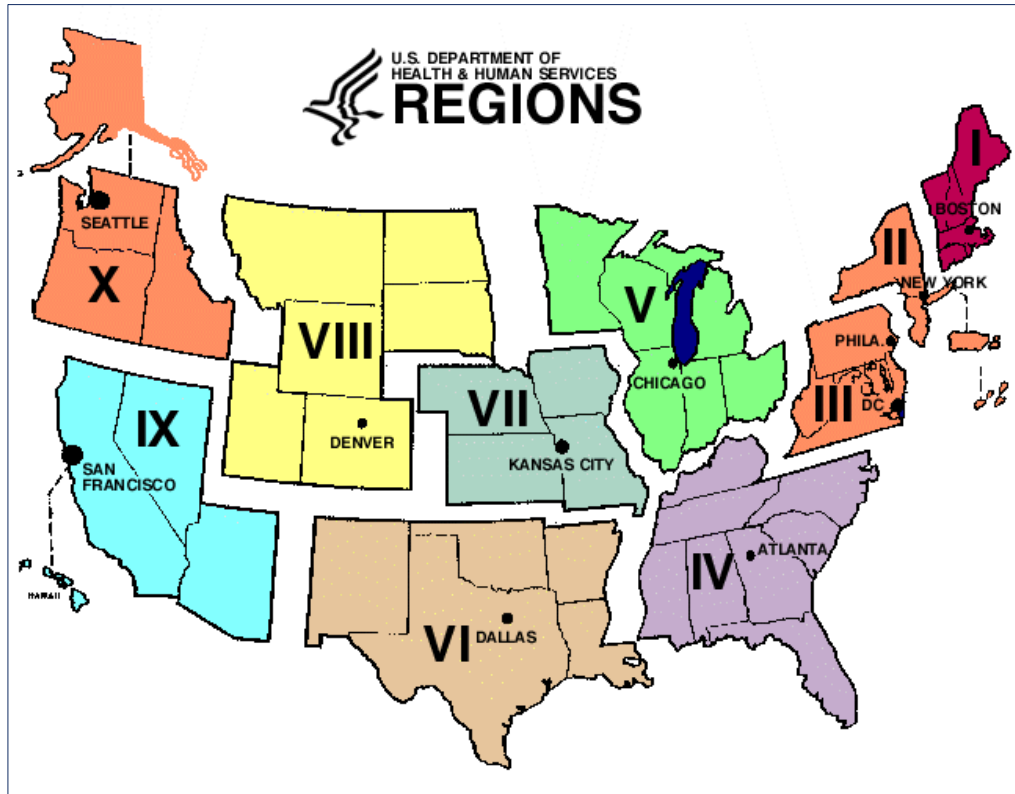 U.S. DEPARTMENT OF
HEALTH & HUMAN SERVICES
REGIONS
I
BOSTON
SEATTLE
II
X
NEW YORK
V
VIII
PHILA.
CHICAGO
III
DC
IX
VII
DENVER
SAN
FRANCISCO
KANSAS CITY
IV
ATLANTA
HAWAII
VI
DALLAS